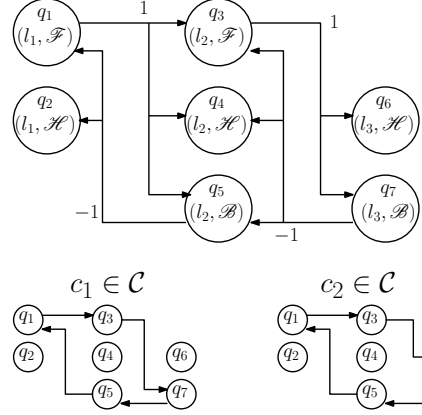 q₁ 1 q₃ 1
(l₁, ℱ) (l₂, ℱ)
q₂ q₄ q₆
(l₁, ℋ) (l₂, ℋ) (l₃, ℋ)
q₅ q₇
(l₂, ℬ) (l₃, ℬ)
−1 −1
c₁ ∈ 𝒞 c₂ ∈ 𝒞
q₁ q₃ q₁ q₃
q₂ q₄ q₆ q₂ q₄
q₅ q₇ q₅